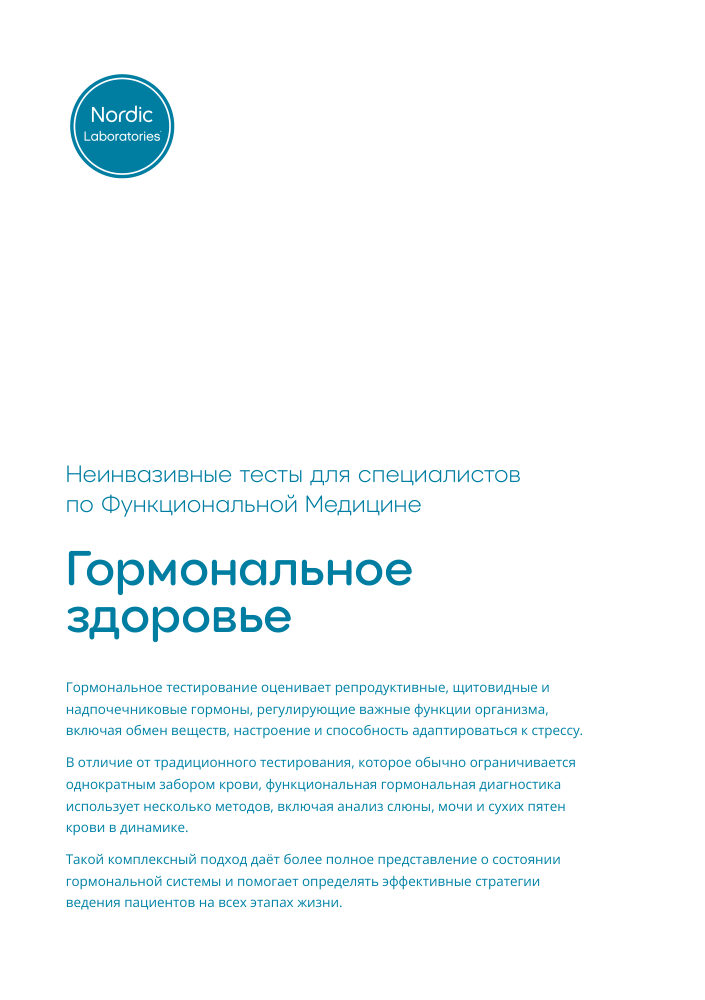 Nordic
Laboratories
Неинвазивные тесты для специалистов
по Функциональной Медицине
Гормональное
здоровье
Гормональное тестирование оценивает репродуктивные, щитовидные и
надпочечниковые гормоны, регулирующие важные функции организма,
включая обмен веществ, настроение и способность адаптироваться к стрессу.
В отличие от традиционного тестирования, которое обычно ограничивается
однократным забором крови, функциональная гормональная диагностика
использует несколько методов, включая анализ слюны, мочи и сухих пятен
крови в динамике.
Такой комплексный подход даёт более полное представление о состоянии
гормональной системы и помогает определять эффективные стратегии
ведения пациентов на всех этапах жизни.